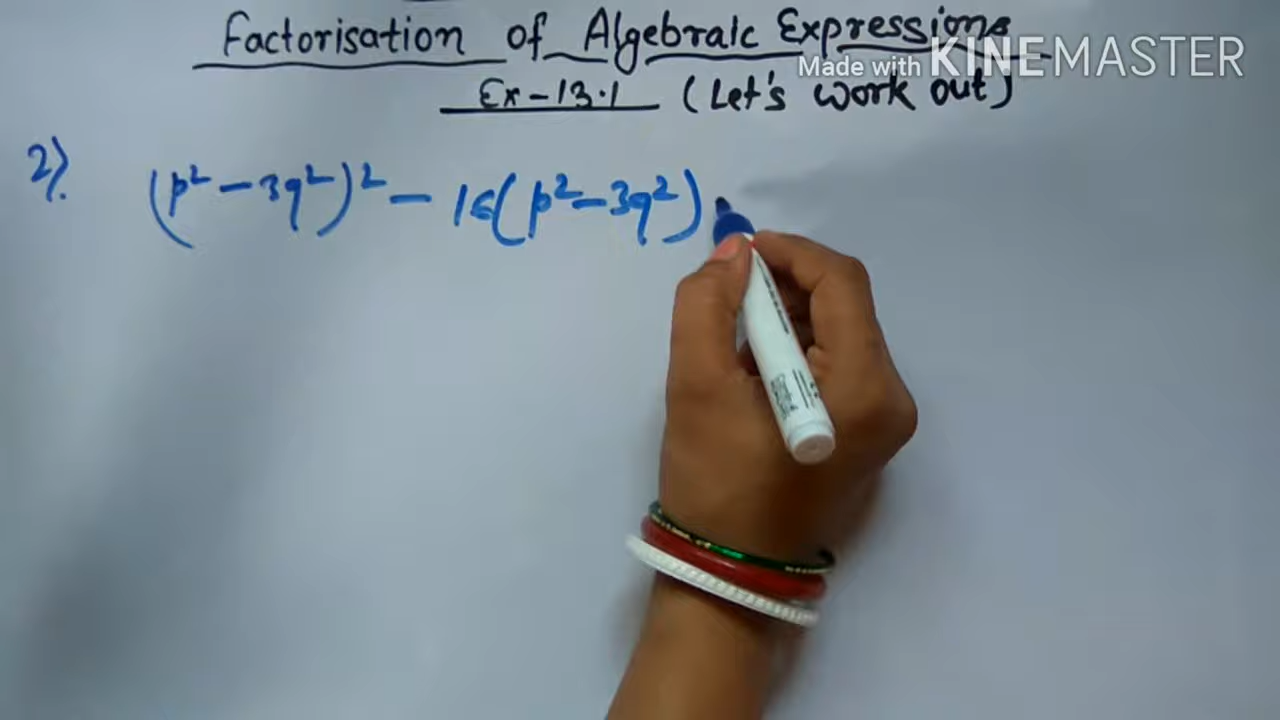 Factorisation of Algebraic Expressions
Made with KINEMASTER
Ex-13.1 (Let's work out)
2). (p² - 3q²)² - 16(p² - 3q²)